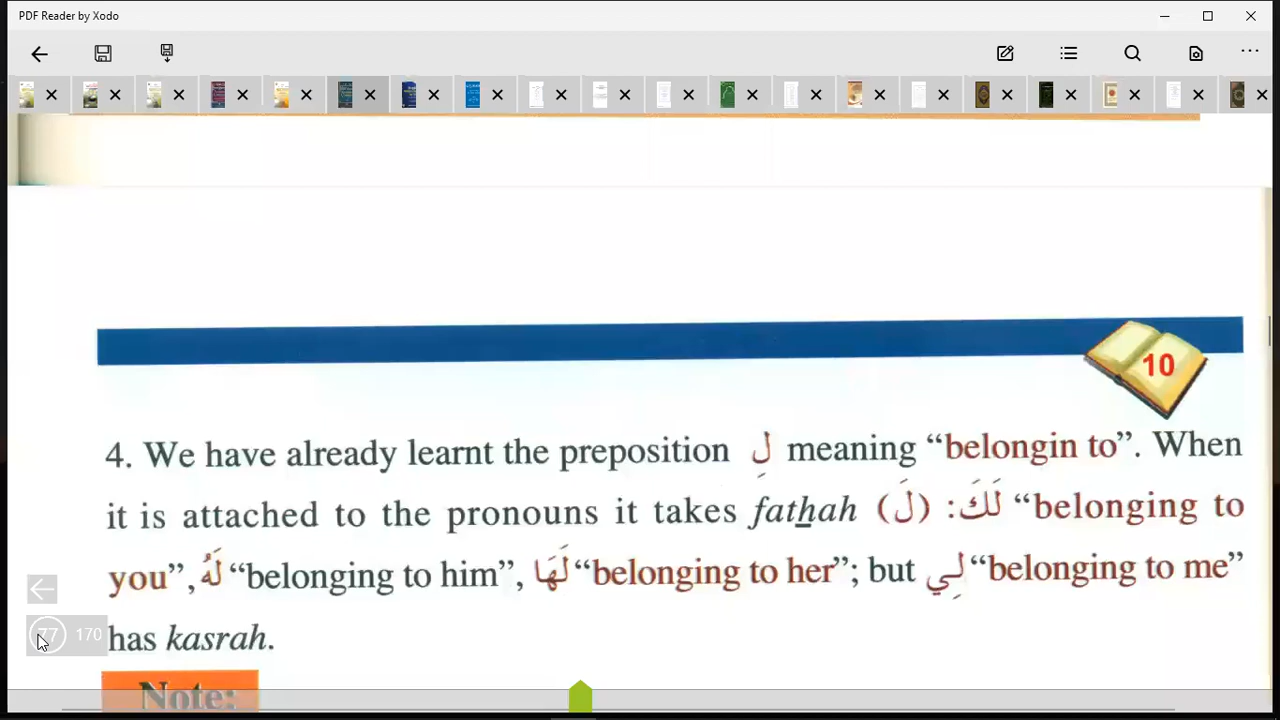 PDF Reader by Xodo
10
4. We have already learnt the preposition لِ meaning “belongin to”. When
it is attached to the pronouns it takes fathah (لَ) :لَكَ “belonging to
you”, لَهُ “belonging to him”, لَهَا “belonging to her”; but لِي “belonging to me”
77 170
has kasrah.
Note: